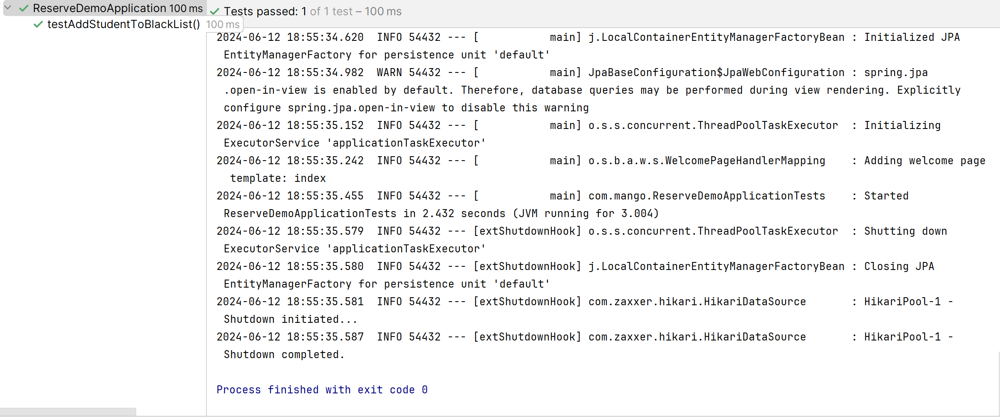 ReserveDemoApplication 100 ms
testAddStudentToBlackList() 100 ms
Tests passed: 1 of 1 test – 100 ms
2024-06-12 18:55:34.620  INFO 54432 --- [           main] j.LocalContainerEntityManagerFactoryBean : Initialized JPA
EntityManagerFactory for persistence unit 'default'
2024-06-12 18:55:34.982  WARN 54432 --- [           main] JpaBaseConfiguration$JpaWebConfiguration : spring.jpa
.open-in-view is enabled by default. Therefore, database queries may be performed during view rendering. Explicitly
configure spring.jpa.open-in-view to disable this warning
2024-06-12 18:55:35.152  INFO 54432 --- [           main] o.s.s.concurrent.ThreadPoolTaskExecutor  : Initializing
ExecutorService 'applicationTaskExecutor'
2024-06-12 18:55:35.242  INFO 54432 --- [           main] o.s.b.a.w.s.WelcomePageHandlerMapping    : Adding welcome page
template: index
2024-06-12 18:55:35.455  INFO 54432 --- [           main] com.mango.ReserveDemoApplicationTests    : Started
ReserveDemoApplicationTests in 2.432 seconds (JVM running for 3.004)
2024-06-12 18:55:35.579  INFO 54432 --- [extShutdownHook] o.s.s.concurrent.ThreadPoolTaskExecutor  : Shutting down
ExecutorService 'applicationTaskExecutor'
2024-06-12 18:55:35.580  INFO 54432 --- [extShutdownHook] j.LocalContainerEntityManagerFactoryBean : Closing JPA
EntityManagerFactory for persistence unit 'default'
2024-06-12 18:55:35.581  INFO 54432 --- [extShutdownHook] com.zaxxer.hikari.HikariDataSource       : HikariPool-1 -
Shutdown initiated...
2024-06-12 18:55:35.587  INFO 54432 --- [extShutdownHook] com.zaxxer.hikari.HikariDataSource       : HikariPool-1 -
Shutdown completed.
Process finished with exit code 0